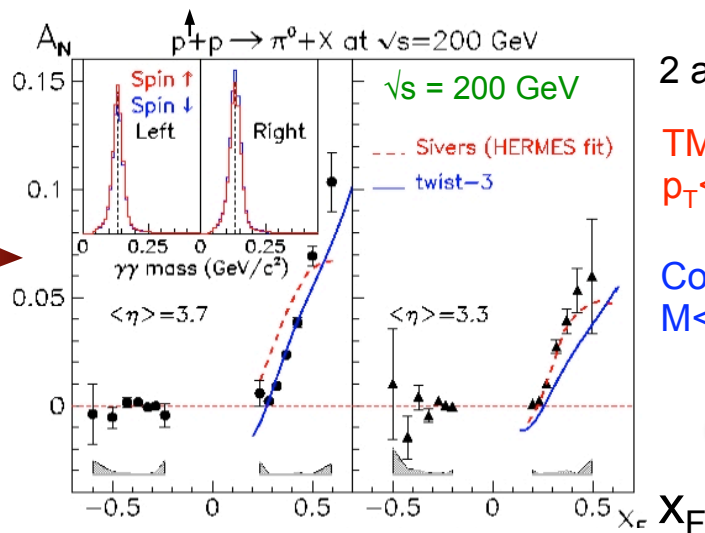 A_N p↑+p → π⁰+X at √s=200 GeV
0.15
0.1
0.05
0
Spin ↑
Spin ↓
Left
Right
0 0.25 0 0.25
γγ mass (GeV/c²)
√s = 200 GeV
Sivers (HERMES fit)
twist-3
<η>=3.7
<η>=3.3
-0.5 0 0.5 -0.5 0 0.5 x_F
x_F
2 a
TM
p_T<
Co
M<